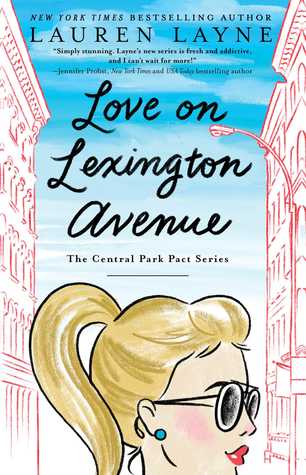 NEW YORK TIMES BESTSELLING AUTHOR
LAUREN LAYNE
"Simply stunning. Layne's new series is fresh and addictive,
and I can't wait for more!"
—Jennifer Probst, New York Times and USA Today bestselling author
Love on
Lexington
Avenue
The Central Park Pact Series